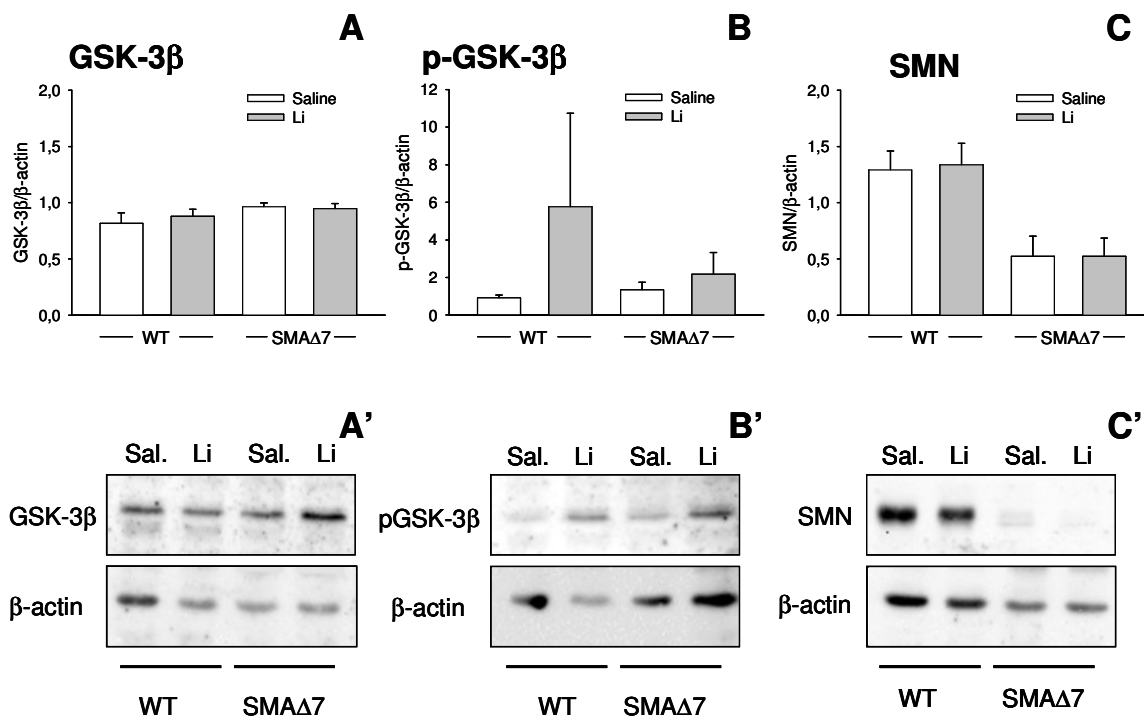 A
GSK-3β
2,0
1,5
1,0
0,5
0,0
GSK-3β/β-actin
Saline
Li
WT
SMAΔ7
B
p-GSK-3β
12
10
8
6
4
2
0
p-GSK-3β/β-actin
Saline
Li
WT
SMAΔ7
C
SMN
2,0
1,5
1,0
0,5
0,0
SMN/β-actin
Saline
Li
WT
SMAΔ7
A’
Sal. Li Sal. Li
GSK-3β
β-actin
WT SMAΔ7
B’
Sal. Li Sal. Li
pGSK-3β
β-actin
WT SMAΔ7
C’
Sal. Li Sal. Li
SMN
β-actin
WT SMAΔ7